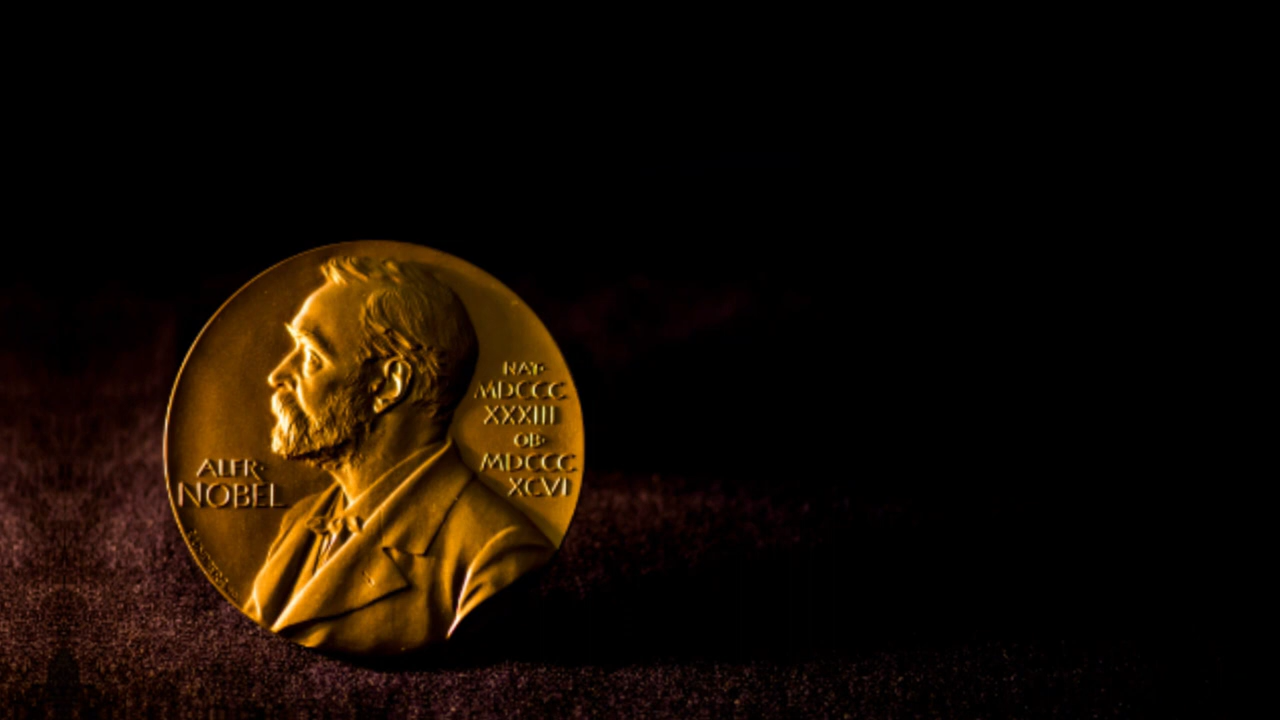 ALFR·
NOBEL
NAT·
MDCCC
XXXIII
OB·
MDCCC
XCVI